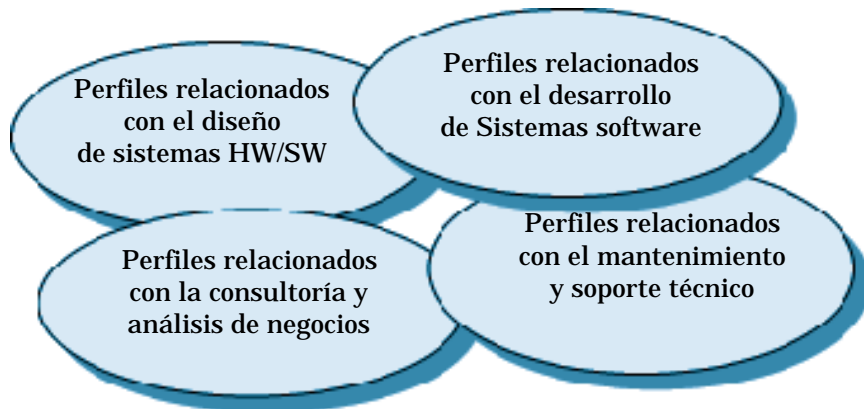 Perfiles relacionados
con el diseño
de sistemas HW/SW
Perfiles relacionados
con el desarrollo
de Sistemas software
Perfiles relacionados
con la consultoría y
análisis de negocios
Perfiles relacionados
con el mantenimiento
y soporte técnico